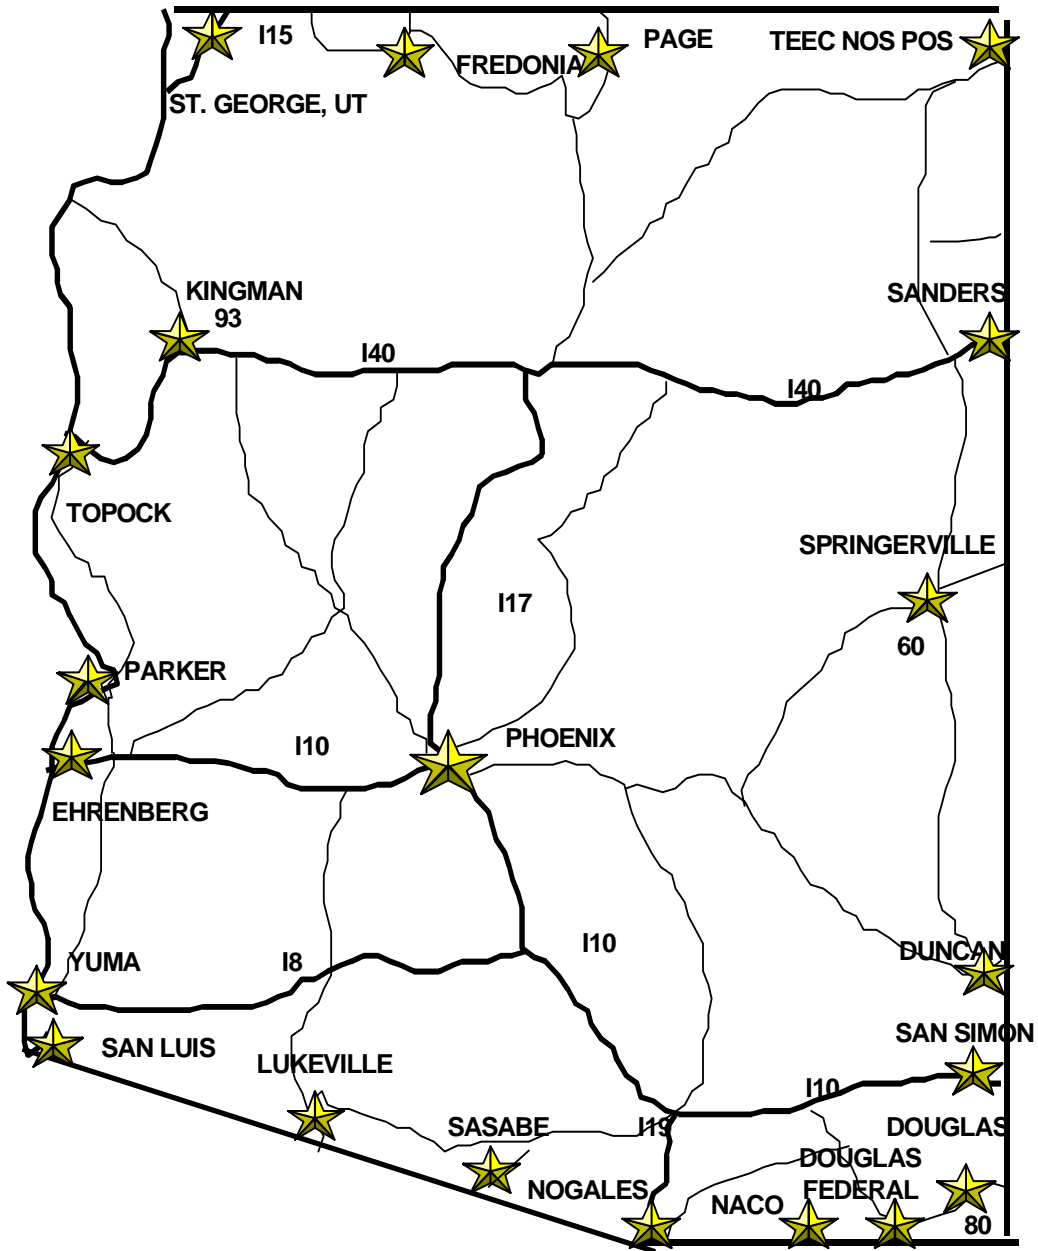 I15
PAGE
TEEC NOS POS
FREDONIA
ST. GEORGE, UT
KINGMAN
93
SANDERS
I40
I40
TOPOCK
SPRINGERVILLE
I17
60
PARKER
I10
PHOENIX
EHRENBERG
YUMA
I8
I10
DUNCAN
SAN LUIS
SAN SIMON
LUKEVILLE
I10
SASABE
I19
DOUGLAS
DOUGLAS
FEDERAL
NOGALES
NACO
80